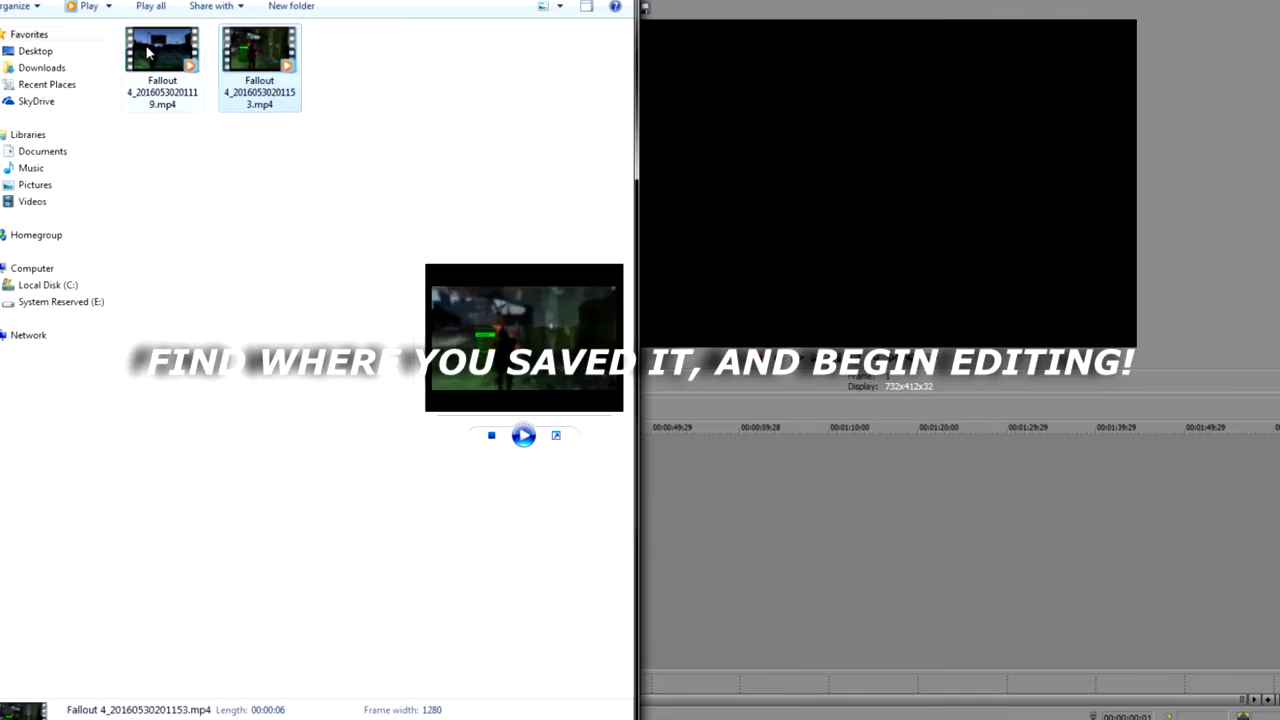 rganize
Play
Play all
Share with
New folder
Favorites
Desktop
Downloads
Recent Places
SkyDrive
Libraries
Documents
Music
Pictures
Videos
Homegroup
Computer
Local Disk (C:)
System Reserved (E:)
Network
Fallout
4_2016053020111
9.mp4
Fallout
4_2016053020115
3.mp4
FIND WHERE YOU SAVED IT, AND BEGIN EDITING!
Frame: 1
Display: 732x412x32
00:00:49;29
00:00:59;28
00:01:10;00
00:01:20;00
00:01:29;29
00:01:39;29
00:01:49;29
Fallout 4_20160530201153.mp4 Length: 00:00:06 Frame width: 1280
00:00:00;01